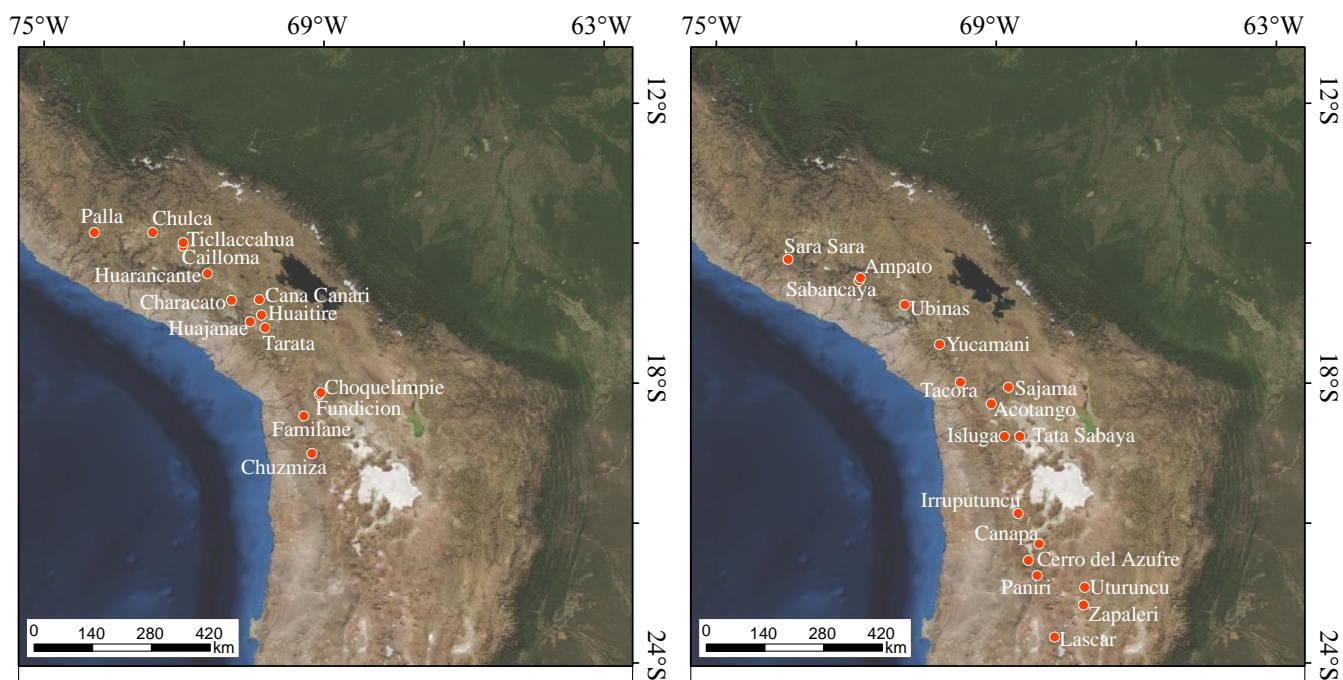 75°W 69°W 63°W
75°W 69°W 63°W
12°S
18°S
24°S
Palla
Chulca
Ticllaccahua
Cailloma
Huarancante
Characato
Cana Canari
Huaitire
Huajanae
Tarata
Choquelimpie
Fundicion
Familane
Chuzmiza
0 140 280 420
km
12°S
18°S
24°S
Sara Sara
Ampato
Sabancaya
Ubinas
Yucamani
Tacora
Sajama
Acotango
Isluga
Tata Sabaya
Irruputuncu
Canapa
Cerro del Azufre
Paniri
Uturuncu
Zapaleri
Lascar
0 140 280 420
km